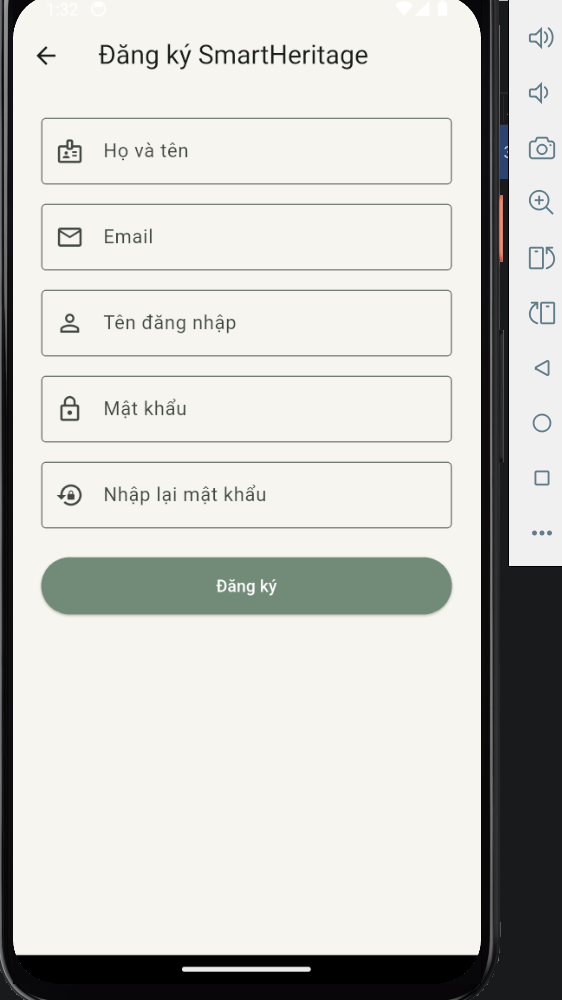 1:32
Đăng ký SmartHeritage
Họ và tên
Email
Tên đăng nhập
Mật khẩu
Nhập lại mật khẩu
Đăng ký